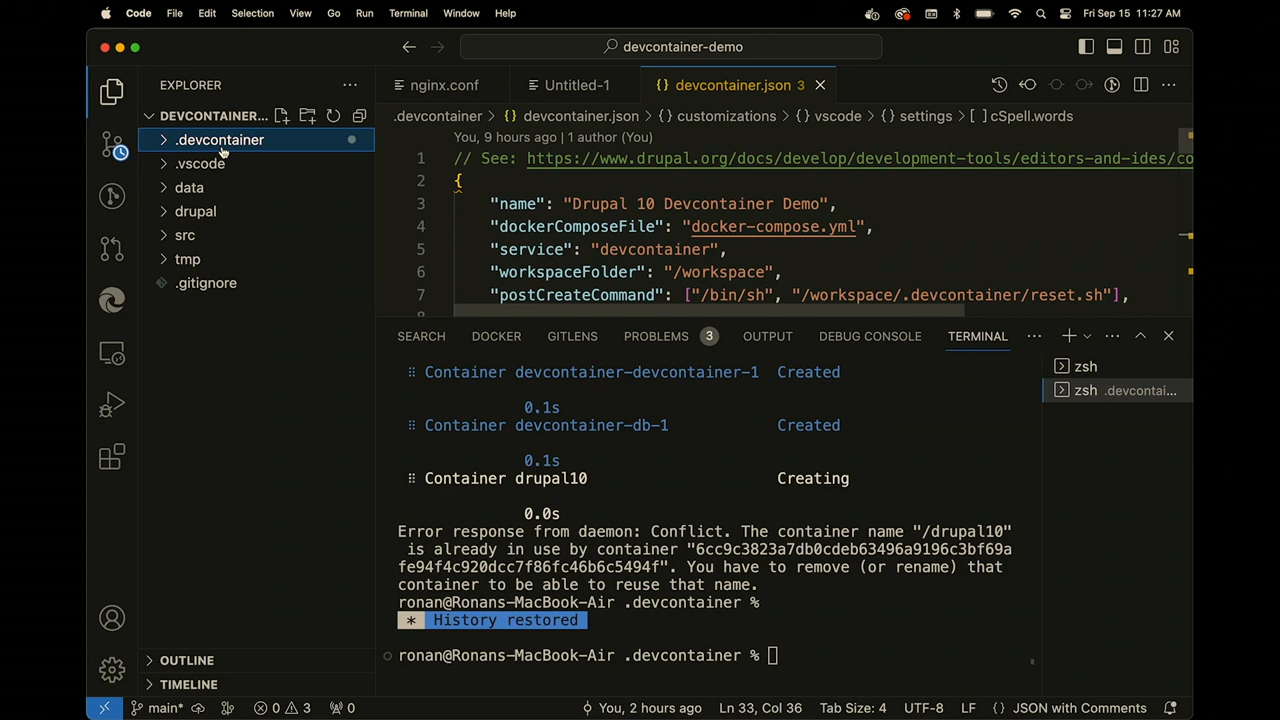 Code File Edit Selection View Go Run Terminal Window Help Fri Sep 15 11:27 AM
devcontainer-demo
EXPLORER
DEVCONTAINER...
.devcontainer
.vscode
data
drupal
src
tmp
.gitignore
OUTLINE
TIMELINE
nginx.conf Untitled-1 {} devcontainer.json 3
.devcontainer > {} devcontainer.json > {} customizations > {} vscode > {} settings > [ ] cSpell.words
You, 9 hours ago | 1 author (You)
1 // See: https://www.drupal.org/docs/develop/development-tools/editors-and-ides/co
2 {
3 "name": "Drupal 10 Devcontainer Demo",
4 "dockerComposeFile": "docker-compose.yml",
5 "service": "devcontainer",
6 "workspaceFolder": "/workspace",
7 "postCreateCommand": ["/bin/sh", "/workspace/.devcontainer/reset.sh"],
SEARCH DOCKER GITLENS PROBLEMS 3 OUTPUT DEBUG CONSOLE TERMINAL
Container devcontainer-devcontainer-1 Created
0.1s
Container devcontainer-db-1 Created
0.1s
Container drupal10 Creating
0.0s
Error response from daemon: Conflict. The container name "/drupal10"
is already in use by container "6cc9c3823a7db0cdeb63496a9196c3bf69a
fe94f4c920dcc7f86fc46b6c5494f". You have to remove (or rename) that
container to be able to reuse that name.
ronan@Ronans-MacBook-Air .devcontainer %
* History restored
ronan@Ronans-MacBook-Air .devcontainer %
zsh
zsh .devcontai...
main* 0 3 0 You, 2 hours ago Ln 33, Col 36 Tab Size: 4 UTF-8 LF {} JSON with Comments